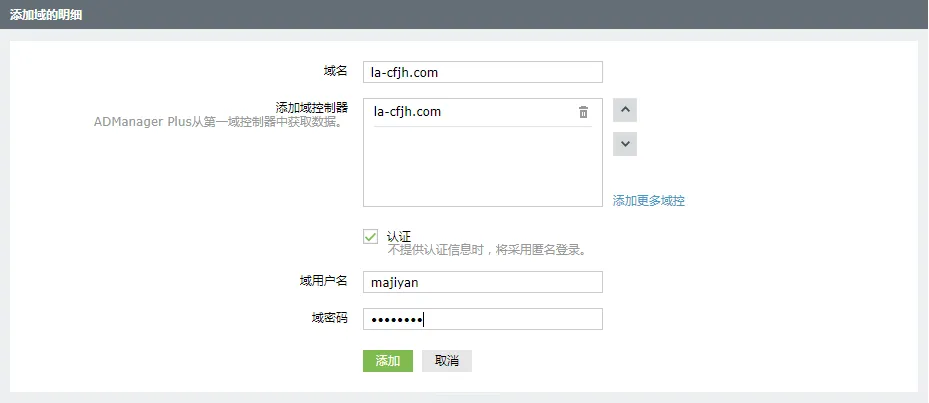 添加域的明细
域名
la-cfjh.com
添加域控制器
la-cfjh.com
ADManager Plus从第一域控制器中获取数据。
添加更多域控
认证
不提供认证信息时，将采用匿名登录。
域用户名
majiyan
域密码
••••••••
添加
取消